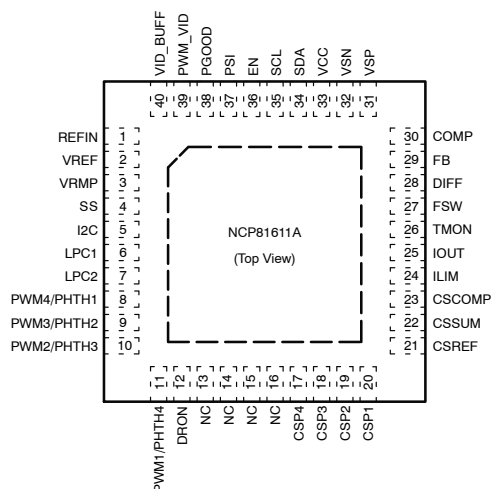 VID_BUFF
PWM_VID
PGOOD
PSI
EN
SCL
SDA
VCC
VSN
VSP
40
39
38
37
36
35
34
33
32
31
REFIN 1
VREF 2
VRMP 3
SS 4
I2C 5
LPC1 6
LPC2 7
PWM4/PHTH1 8
PWM3/PHTH2 9
PWM2/PHTH3 10
NCP81611A
(Top View)
30 COMP
29 FB
28 DIFF
27 FSW
26 TMON
25 IOUT
24 ILIM
23 CSCOMP
22 CSSUM
21 CSREF
11
12
13
14
15
16
17
18
19
20
PWM1/PHTH4
DRON
NC
NC
NC
NC
CSP4
CSP3
CSP2
CSP1